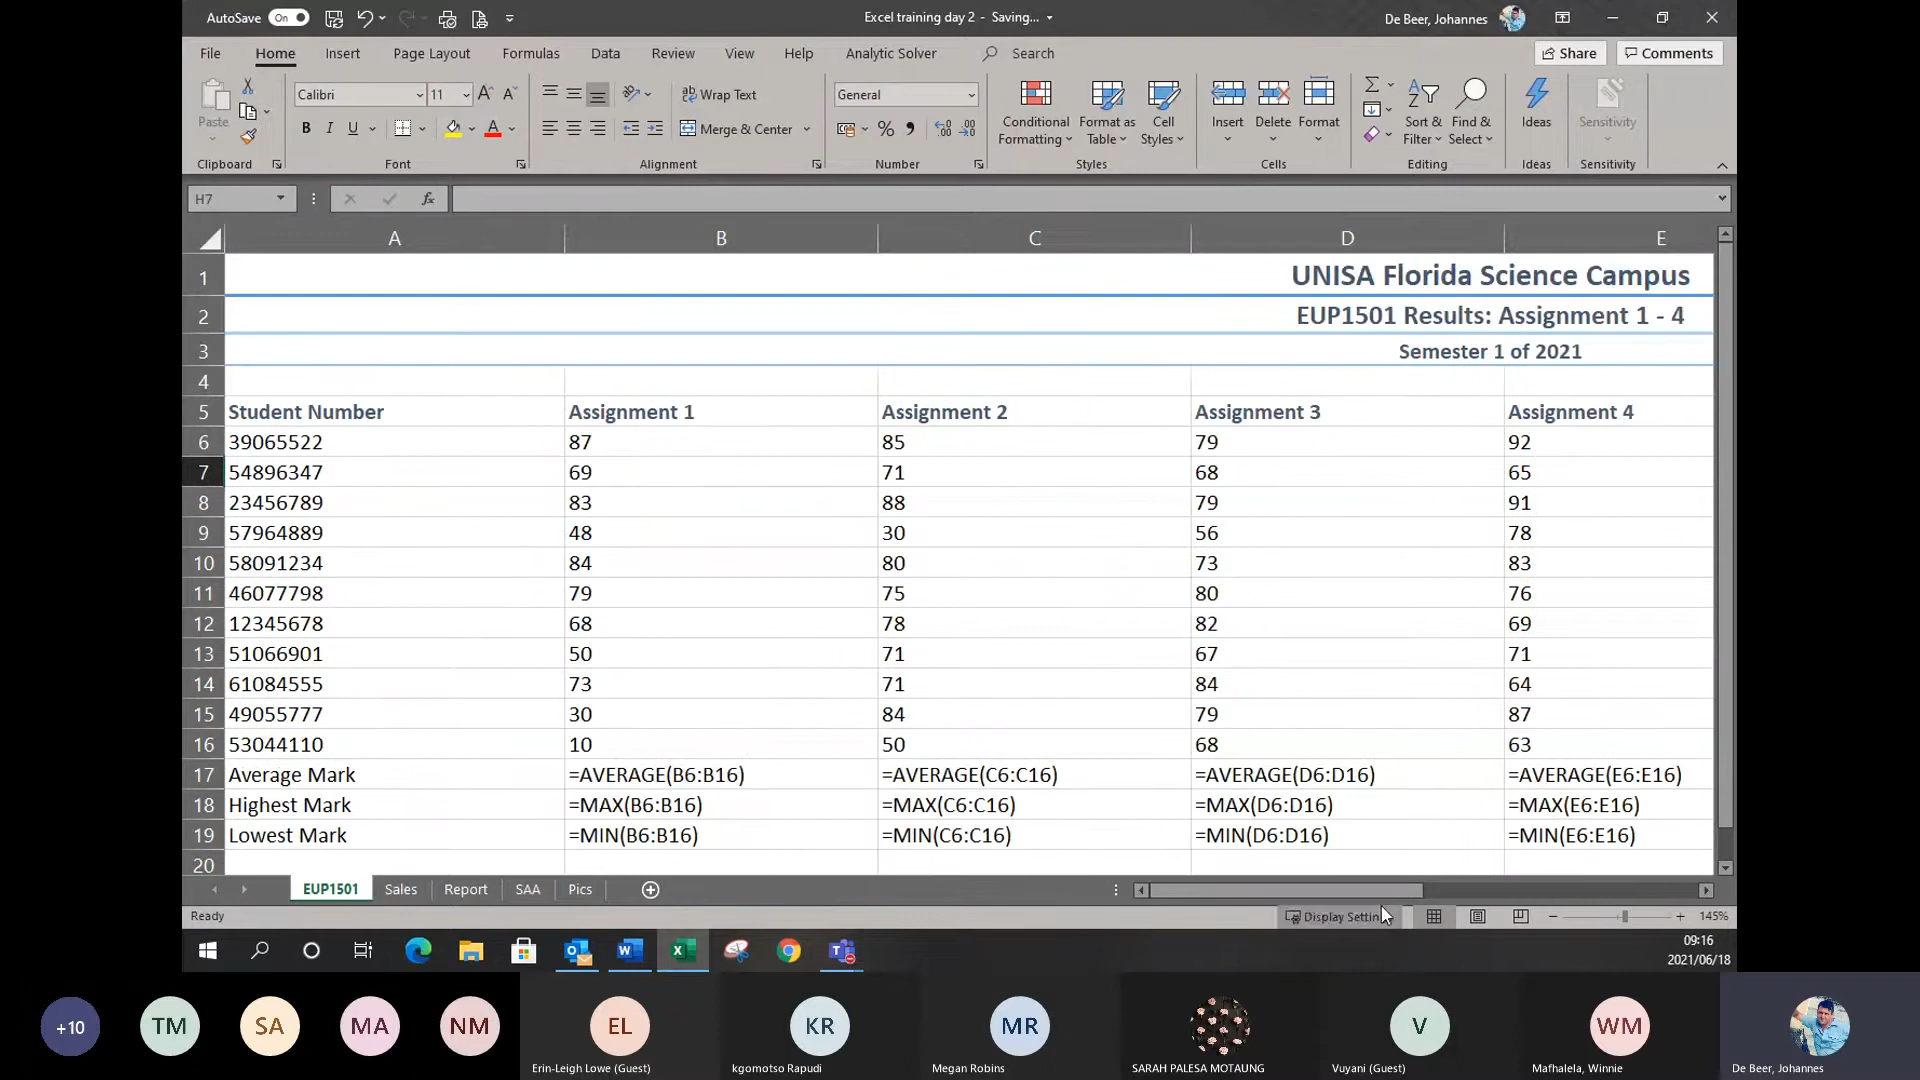 AutoSave On
Excel training day 2 - Saving...
De Beer, Johannes
File Home Insert Page Layout Formulas Data Review View Help Analytic Solver Search Share Comments
Calibri 11 Wrap Text General
Paste Merge & Center Conditional Formatting Format as Table Cell Styles Insert Delete Format Sort & Filter Find & Select Ideas Sensitivity
Clipboard Font Alignment Number Styles Cells Editing Ideas Sensitivity
H7 fx
A B C D E
1 UNISA Florida Science Campus
2 EUP1501 Results: Assignment 1 - 4
3 Semester 1 of 2021
4
5 Student Number Assignment 1 Assignment 2 Assignment 3 Assignment 4
6 39065522 87 85 79 92
7 54896347 69 71 68 65
8 23456789 83 88 79 91
9 57964889 48 30 56 78
10 58091234 84 80 73 83
11 46077798 79 75 80 76
12 12345678 68 78 82 69
13 51066901 50 71 67 71
14 61084555 73 71 84 64
15 49055777 30 84 79 87
16 53044110 10 50 68 63
17 Average Mark =AVERAGE(B6:B16) =AVERAGE(C6:C16) =AVERAGE(D6:D16) =AVERAGE(E6:E16)
18 Highest Mark =MAX(B6:B16) =MAX(C6:C16) =MAX(D6:D16) =MAX(E6:E16)
19 Lowest Mark =MIN(B6:B16) =MIN(C6:C16) =MIN(D6:D16) =MIN(E6:E16)
20
EUP1501 Sales Report SAA Pics
Ready Display Settin 145%
09:16
2021/06/18
+10 TM SA MA NM EL KR MR V WM
Erin-Leigh Lowe (Guest) kgomotso Rapudi Megan Robins SARAH PALESA MOTAUNG Vuyani (Guest) Mafhalela, Winnie De Beer, Johannes